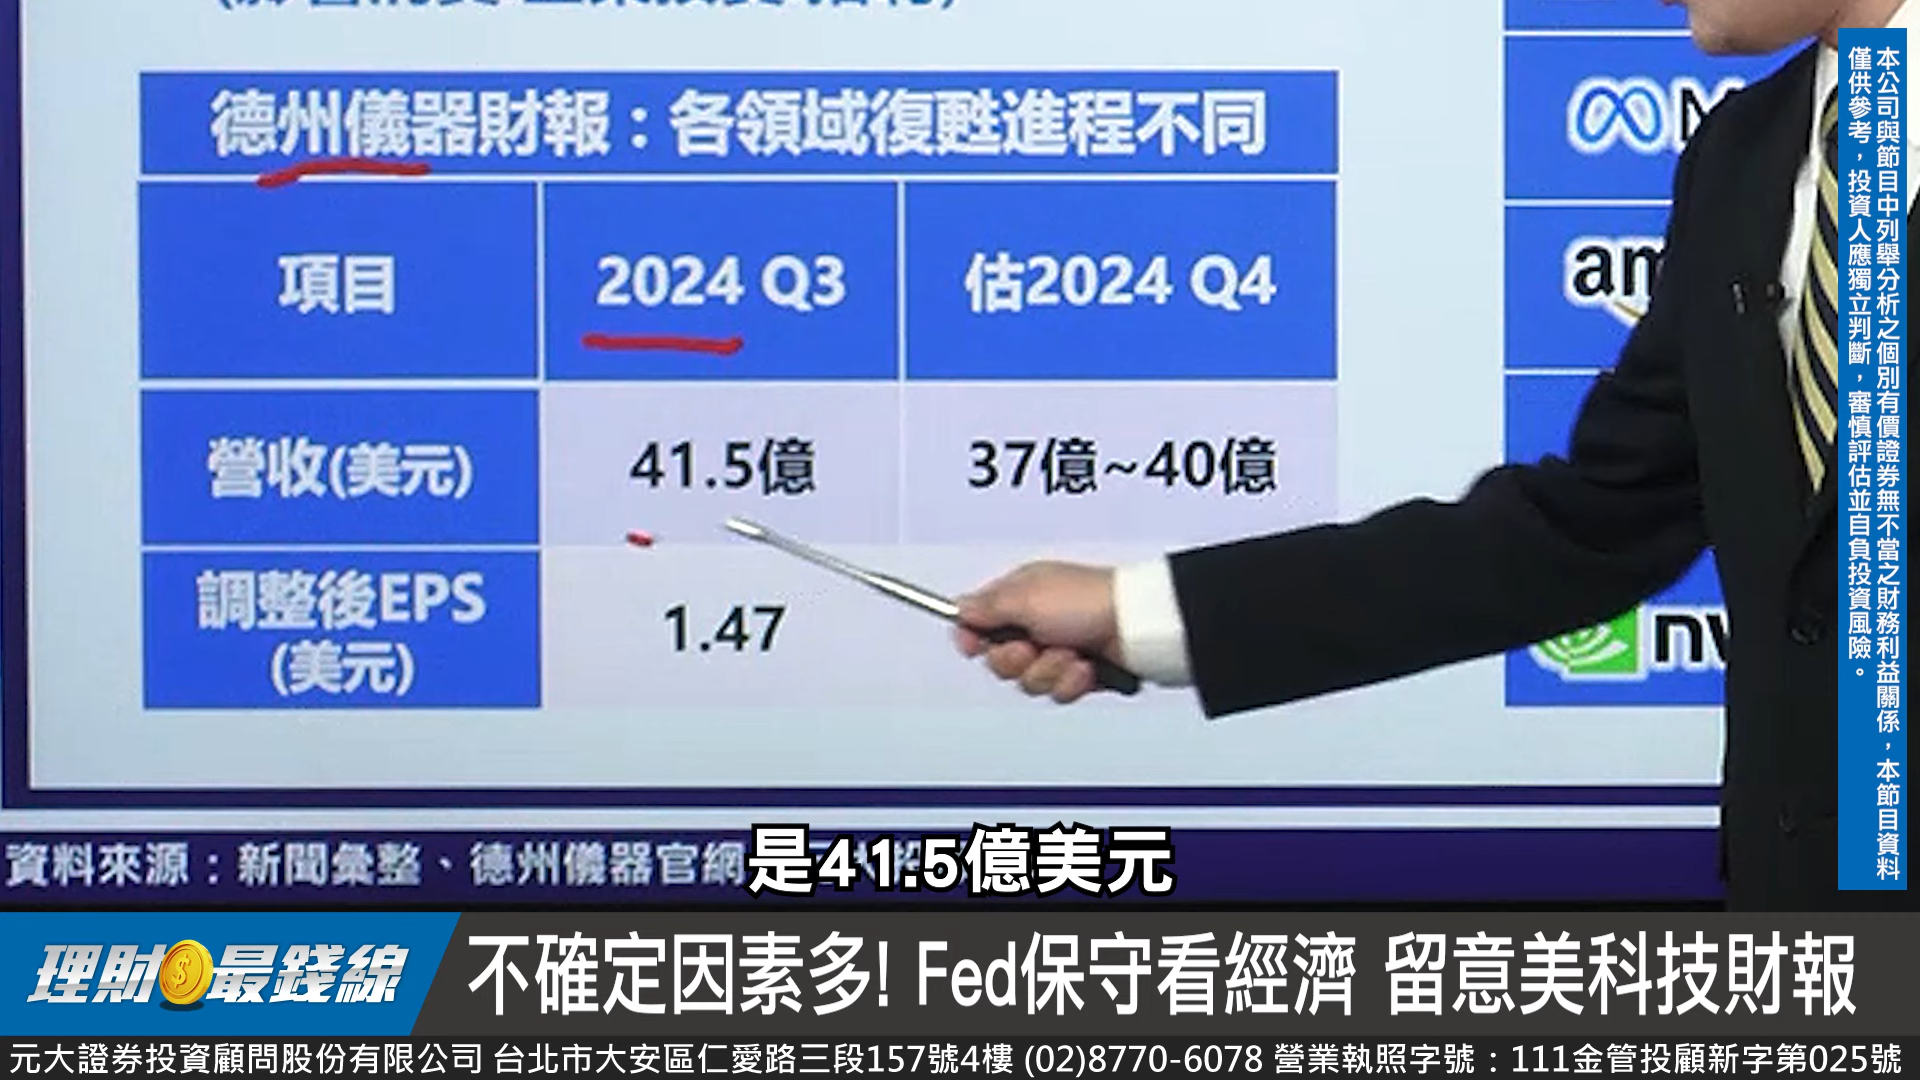 德州儀器財報：各領域復甦進程不同
項目
2024 Q3
估2024 Q4
營收(美元)
41.5億
37億~40億
調整後EPS
(美元)
1.47
資料來源：新聞彙整、德州儀器官網
是41.5億美元
本公司與節目中列舉分析之個別有價證券無不當之財務利益關係，本節目資料
僅供參考，投資人應獨立判斷，審慎評估並自負投資風險。
理財最錢線
不確定因素多! Fed保守看經濟 留意美科技財報
元大證券投資顧問股份有限公司 台北市大安區仁愛路三段157號4樓 (02)8770-6078 營業執照字號：111金管投顧新字第025號